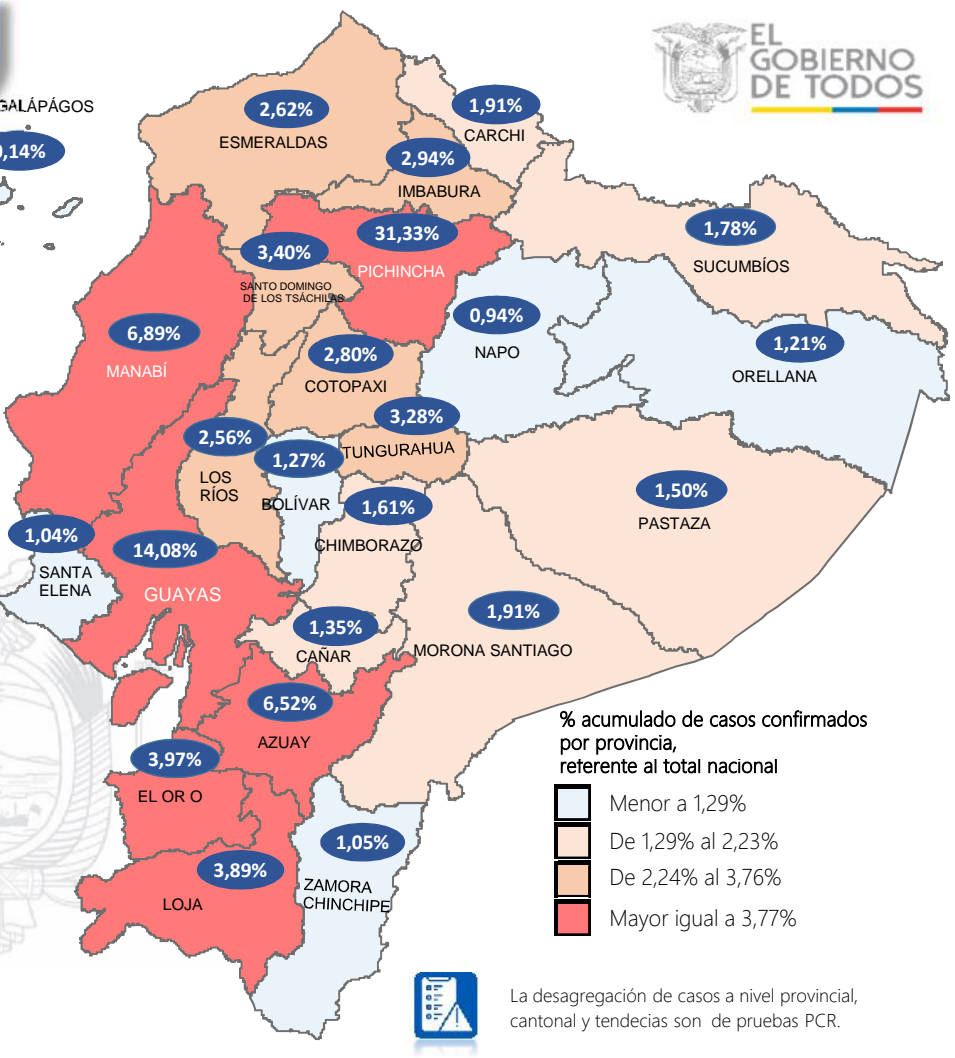 EL
GOBIERNO
DE TODOS
GALÁPÁGOS
0,14%
2,62%
ESMERALDAS
1,91%
CARCHI
2,94%
IMBABURA
31,33%
PICHINCHA
3,40%
SANTO DOMINGO
DE LOS TSÁCHILAS
1,78%
SUCUMBÍOS
6,89%
MANABÍ
0,94%
NAPO
1,21%
ORELLANA
2,80%
COTOPAXI
3,28%
TUNGURAHUA
2,56%
LOS
RÍOS
1,27%
BOLÍVAR
1,61%
CHIMBORAZO
1,50%
PASTAZA
1,04%
SANTA
ELENA
14,08%
GUAYAS
1,35%
CAÑAR
1,91%
MORONA SANTIAGO
6,52%
AZUAY
3,97%
EL OR O
3,89%
LOJA
1,05%
ZAMORA
CHINCHIPE
% acumulado de casos confirmados
por provincia,
referente al total nacional
Menor a 1,29%
De 1,29% al 2,23%
De 2,24% al 3,76%
Mayor igual a 3,77%
La desagregación de casos a nivel provincial,
cantonal y tendecias son de pruebas PCR.